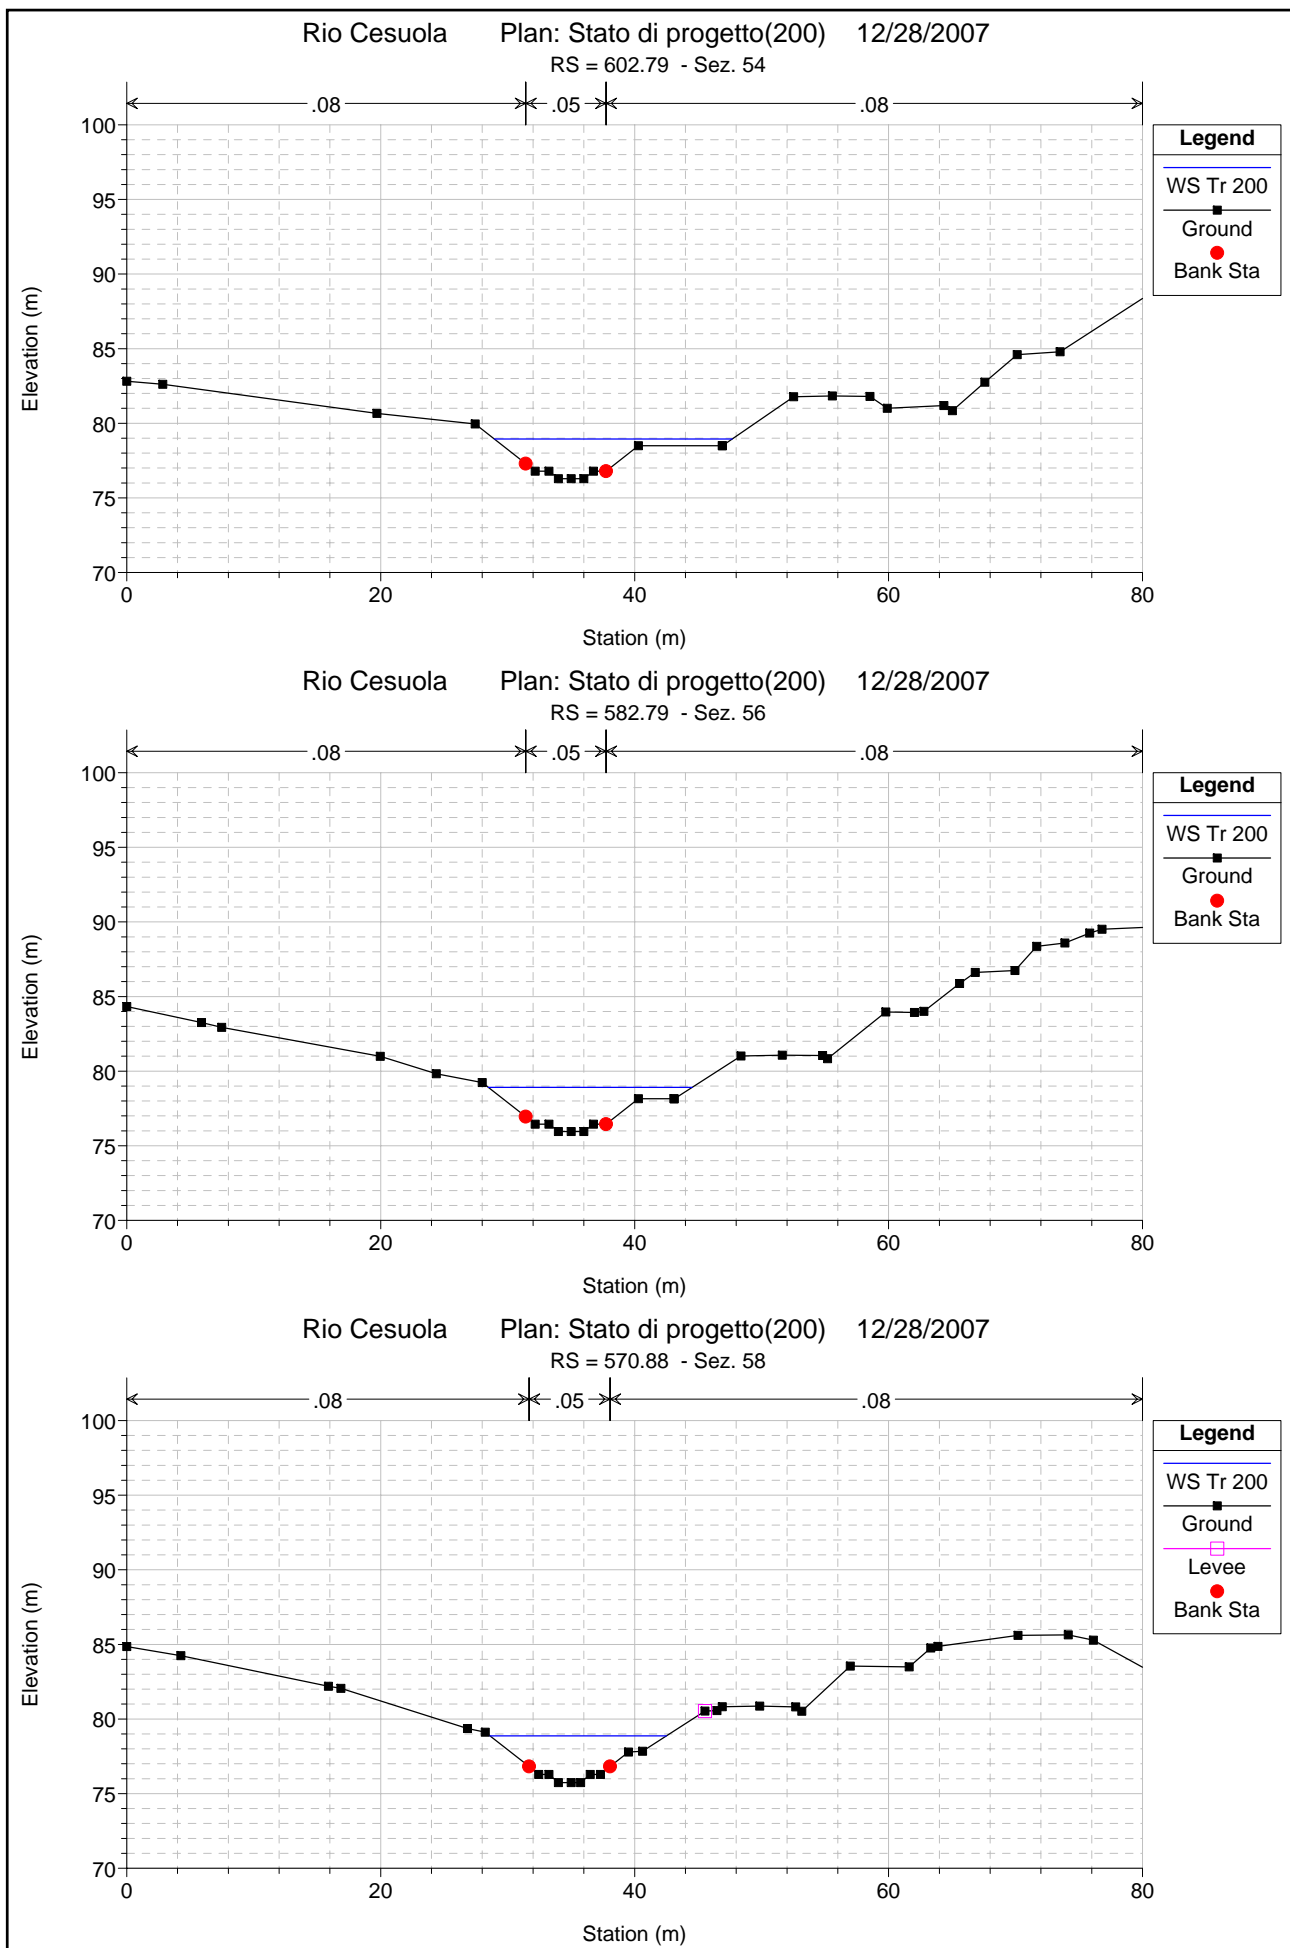 Rio Cesuola Plan: Stato di progetto(200) 12/28/2007
RS = 602.79 - Sez. 54
.08 .05 .08
100
95
90
85
80
75
70
Elevation (m)
0 20 40 60 80
Station (m)
Legend
WS Tr 200
Ground
Bank Sta
Rio Cesuola Plan: Stato di progetto(200) 12/28/2007
RS = 582.79 - Sez. 56
.08 .05 .08
100
95
90
85
80
75
70
Elevation (m)
0 20 40 60 80
Station (m)
Legend
WS Tr 200
Ground
Bank Sta
Rio Cesuola Plan: Stato di progetto(200) 12/28/2007
RS = 570.88 - Sez. 58
.08 .05 .08
100
95
90
85
80
75
70
Elevation (m)
0 20 40 60 80
Station (m)
Legend
WS Tr 200
Ground
Levee
Bank Sta